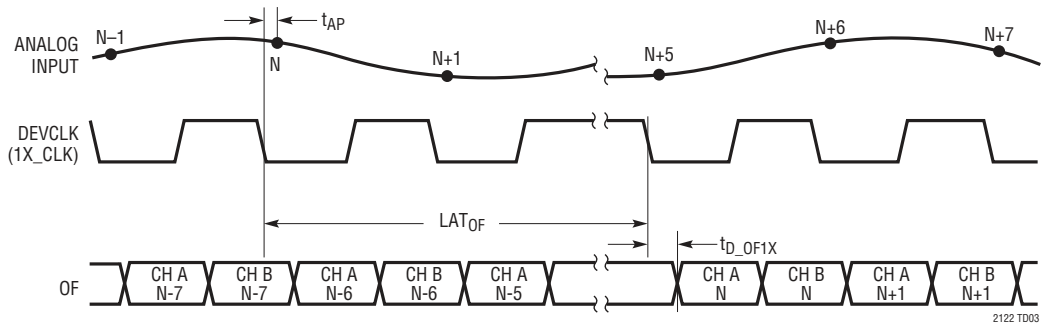 tAP
ANALOG
INPUT
N–1
N
N+1
N+5
N+6
N+7
DEVCLK
(1X_CLK)
LATOF
tD_OF1X
OF
CH A
N-7
CH B
N-7
CH A
N-6
CH B
N-6
CH A
N-5
CH A
N
CH B
N
CH A
N+1
CH B
N+1
2122 TD03